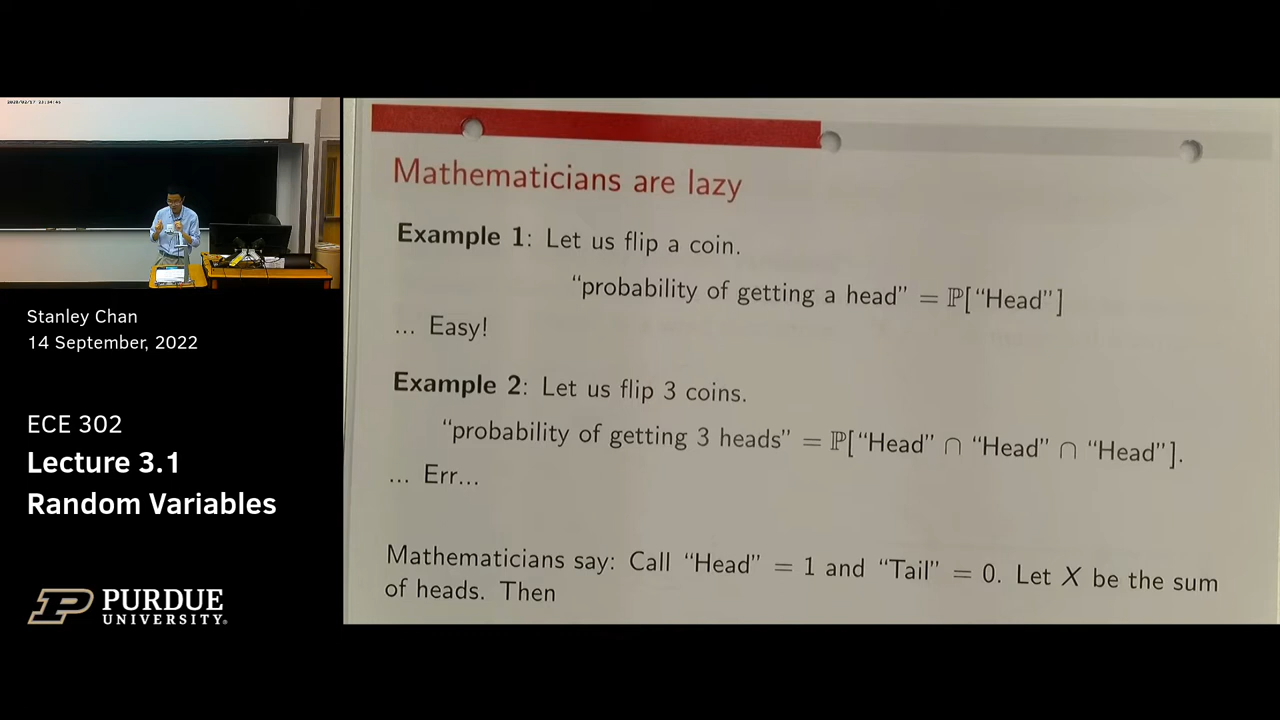 Stanley Chan
14 September, 2022
ECE 302
Lecture 3.1
Random Variables
PURDUE
UNIVERSITY.
Mathematicians are lazy
Example 1: Let us flip a coin.
“probability of getting a head” = ℙ[“Head”]
... Easy!
Example 2: Let us flip 3 coins.
“probability of getting 3 heads” = ℙ[“Head” ∩ “Head” ∩ “Head”].
... Err...
Mathematicians say: Call “Head” = 1 and “Tail” = 0. Let X be the sum
of heads. Then